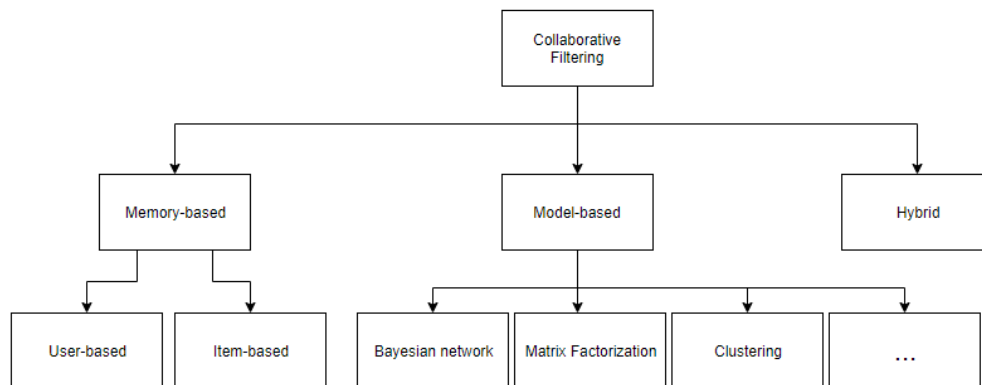 Collaborative
Filtering
Memory-based
Model-based
Hybrid
User-based
Item-based
Bayesian network
Matrix Factorization
Clustering
...